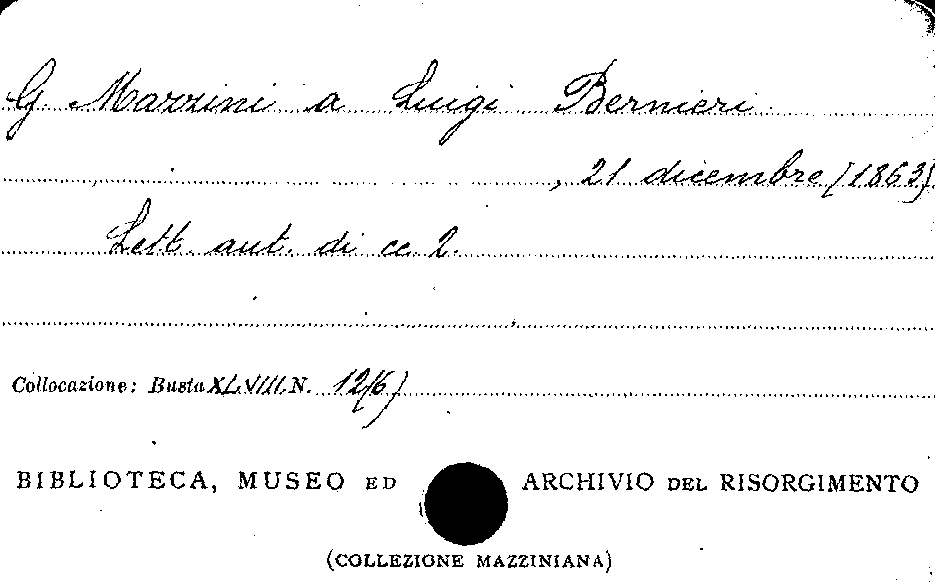 G. Mazzini a Luigi Bernieri
, 21 dicembre [1863]
Lett. aut. di cc. 2.
Collocazione: Busta XLVIII N. 12(6)
BIBLIOTECA, MUSEO ED ARCHIVIO DEL RISORGIMENTO
(COLLEZIONE MAZZINIANA)